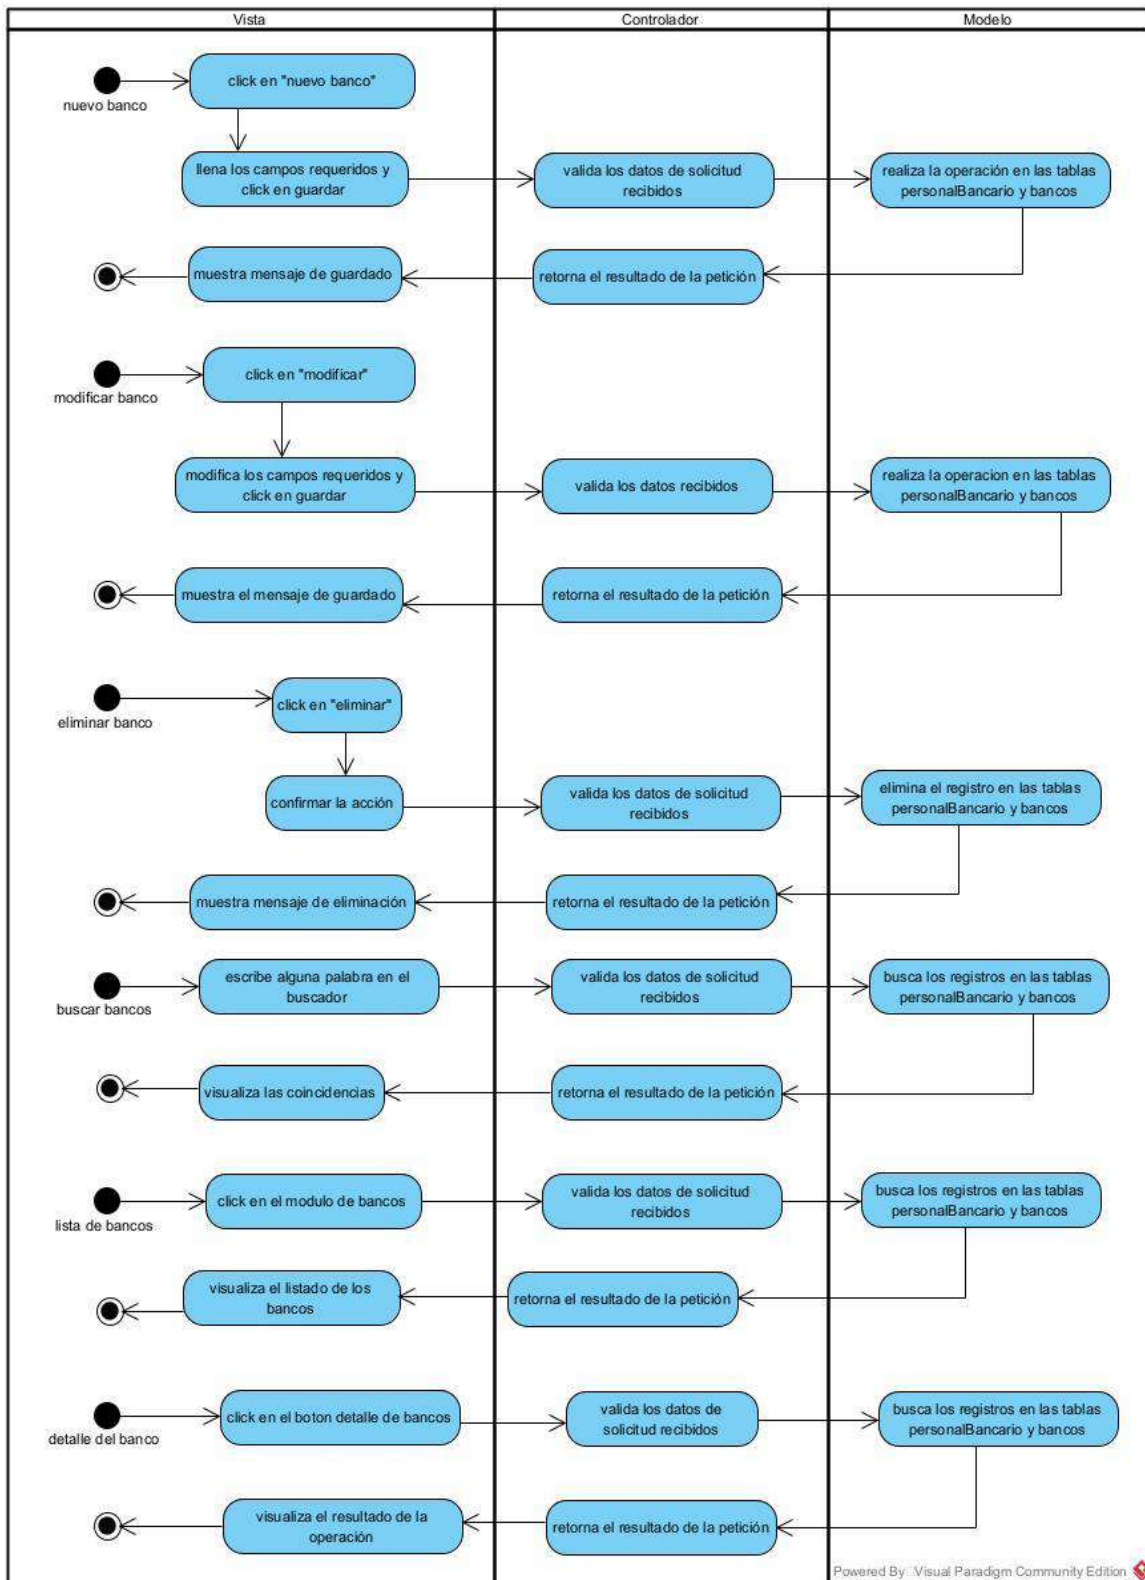 Vista
Controlador
Modelo
nuevo banco
click en "nuevo banco"
llena los campos requeridos y
click en guardar
valida los datos de solicitud
recibidos
realiza la operación en las tablas
personalBancario y bancos
muestra mensaje de guardado
retorna el resultado de la petición
modificar banco
click en "modificar"
modifica los campos requeridos y
click en guardar
valida los datos recibidos
realiza la operacion en las tablas
personalBancario y bancos
muestra el mensaje de guardado
retorna el resultado de la petición
eliminar banco
click en "eliminar"
confirmar la acción
valida los datos de solicitud
recibidos
elimina el registro en las tablas
personalBancario y bancos
muestra mensaje de eliminación
retorna el resultado de la petición
buscar bancos
escribe alguna palabra en el
buscador
valida los datos de solicitud
recibidos
busca los registros en las tablas
personalBancario y bancos
visualiza las coincidencias
retorna el resultado de la petición
lista de bancos
click en el modulo de bancos
valida los datos de solicitud
recibidos
busca los registros en las tablas
personalBancario y bancos
visualiza el listado de los
bancos
retorna el resultado de la petición
detalle del banco
click en el boton detalle de bancos
valida los datos de
solicitud recibidos
busca los registros en las tablas
personalBancario y bancos
visualiza el resultado de la
operación
retorna el resultado de la petición
Powered By Visual Paradigm Community Edition